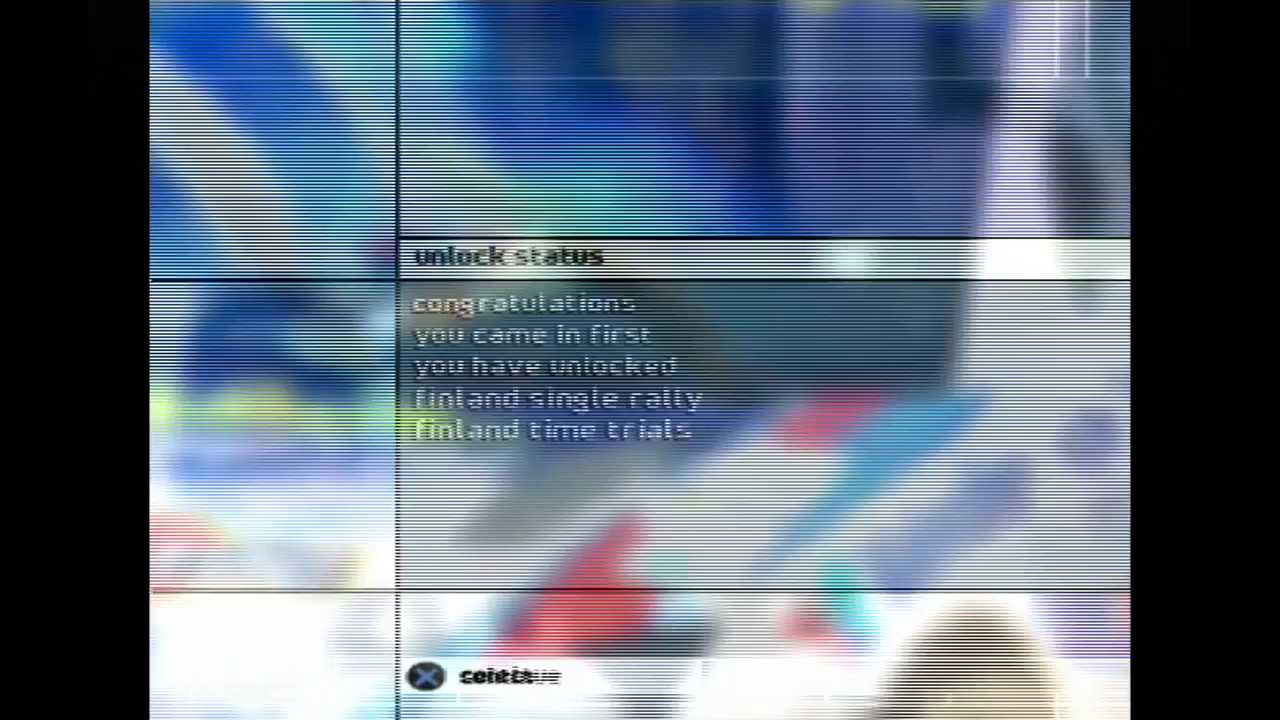 unlock status
congratulations
you came in first
you have unlocked
finland single rally
finland time trials